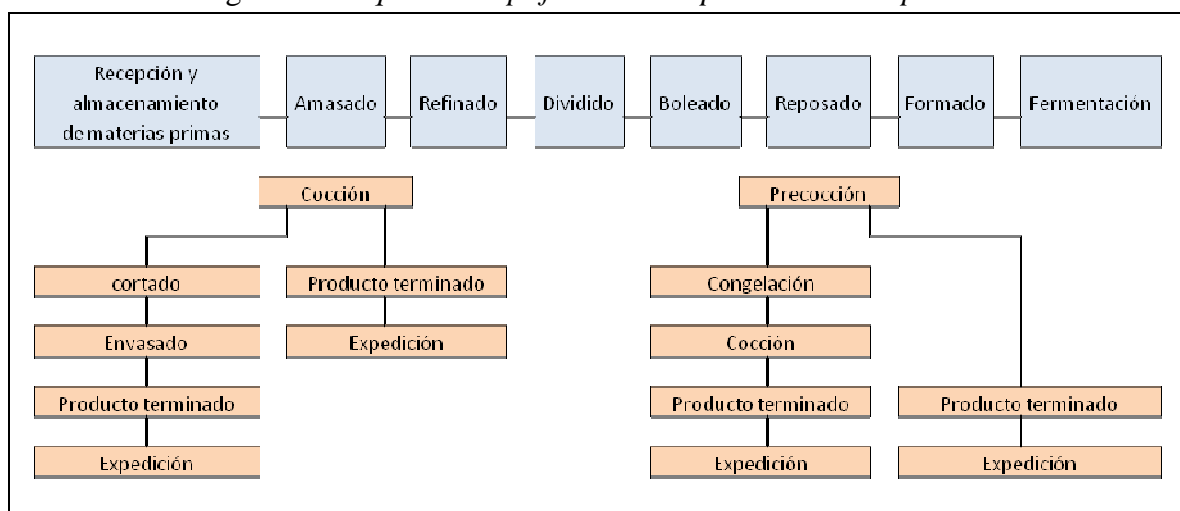 Recepción y
almacenamiento
de materias primas
Amasado
Refinado
Dividido
Boleado
Reposado
Formado
Fermentación
Cocción
Precocción
cortado
Producto terminado
Congelación
Envasado
Expedición
Cocción
Producto terminado
Producto terminado
Producto terminado
Expedición
Expedición
Expedición